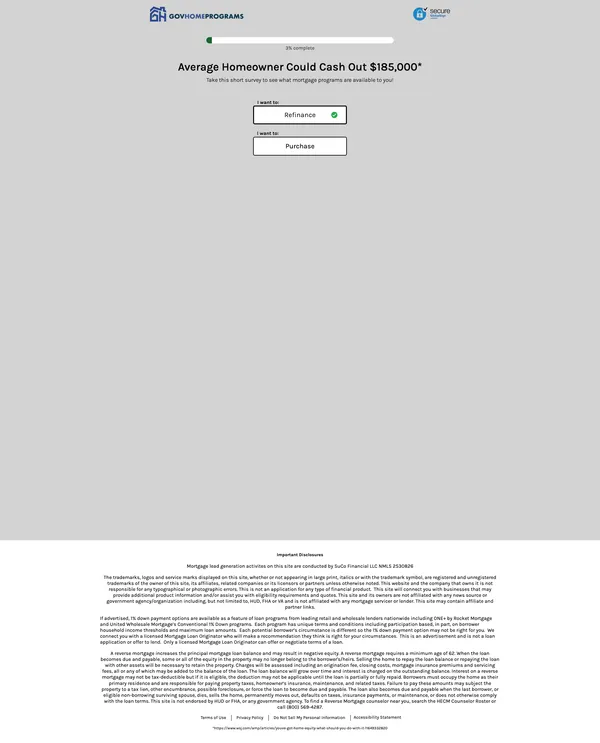 GOVHOMEPROGRAMS
secure
3% complete
Average Homeowner Could Cash Out $185,000*
Take this short survey to see what mortgage programs are available to you!
I want to:
Refinance
I want to:
Purchase
Important Disclosures
Mortgage lead generation activites on this site are conducted by SuCo Financial LLC NMLS 2530826
The trademarks, logos and service marks displayed on this site, whether or not appearing in large print, italics or with the trademark symbol, are registered and unregistered
trademarks of the owner of this site, its affiliates, related companies or its licensors or partners unless otherwise noted. This website and the company that owns it is not
responsible for any typographical or photographic errors. This is not an application for any type of financial product. This site will connect you with businesses that may
provide additional product information and/or assist you with eligibility requirements and quotes. This site and its owners are not affiliated with any news source or
government agency/organization including, but not limited to, HUD, FHA or VA and is not affiliated with any mortgage servicer or lender. This site may contain affiliate and
partner links.
If advertised, 1% down payment options are available as a feature of loan programs from leading retail and wholesale lenders nationwide including ONE+ by Rocket Mortgage
and United Wholesale Mortgage's Conventional 1% Down programs. Each program has unique terms and conditions including participation based, in part, on borrower
household income thresholds and maximum loan amounts. Each potential borrower's circumstance is different so the 1% down payment option may not be right for you. We
connect you with a licensed Mortgage Loan Originator who will make a recommendation they think is right for your circumstances. This is an advertisement and is not a loan
application or offer to lend. Only a licensed Mortgage Loan Originator can offer or negotiate terms of a loan.
A reverse mortgage increases the principal mortgage loan balance and may result in negative equity. A reverse mortgage requires a minimum age of 62. When the loan
becomes due and payable, some or all of the equity in the property may no longer belong to the borrower/heirs. Selling the home to repay the loan balance or repaying the loan
with other assets will be necessary to retain the property. Charges will be assessed including an origination fee, closing costs, mortgage insurance premiums and servicing
fees, all or any of which may be added to the balance of the loan. The loan balance will grow over time and interest is charged on the balance of the loan. Interest on a reverse
mortgage may not be tax-deductible but if it is eligible, the deduction may not be applicable until the loan is partially or fully repaid. Borrowers must occupy the home as their
primary residence and are responsible for paying property taxes, homeowner's insurance, maintenance, and related taxes. Failure to pay these amounts may subject the
property to a tax lien, other encumbrance, possible foreclosure, or force the loan to become due and payable. The loan also becomes due and payable when the last borrower, or
eligible non-borrowing surviving spouse, dies, sells the home, permanently moves out, defaults on taxes, insurance payments, or maintenance, or does not otherwise comply
with the loan terms. This site is not endorsed by HUD or FHA, or any government agency. To find a Reverse Mortgage counselor near you, search the HECM Counselor Roster or
call (800) 569-4287.
Terms of Use | Privacy Policy | Do Not Sell My Personal Information | Accessibility Statement